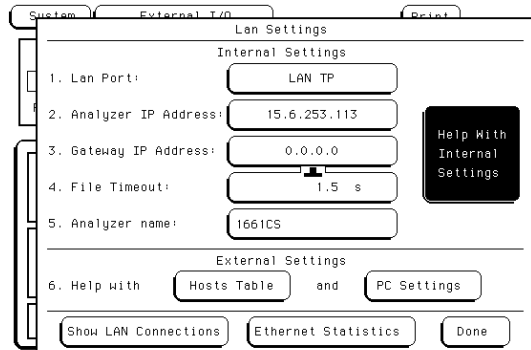 System External I/O Print
Lan Settings
Internal Settings
1. Lan Port: LAN TP
2. Analyzer IP Address: 15.6.253.113
3. Gateway IP Address: 0.0.0.0
4. File Timeout: 1.5 s
5. Analyzer name: 1661CS
Help With
Internal
Settings
External Settings
6. Help with Hosts Table and PC Settings
Show LAN Connections Ethernet Statistics Done